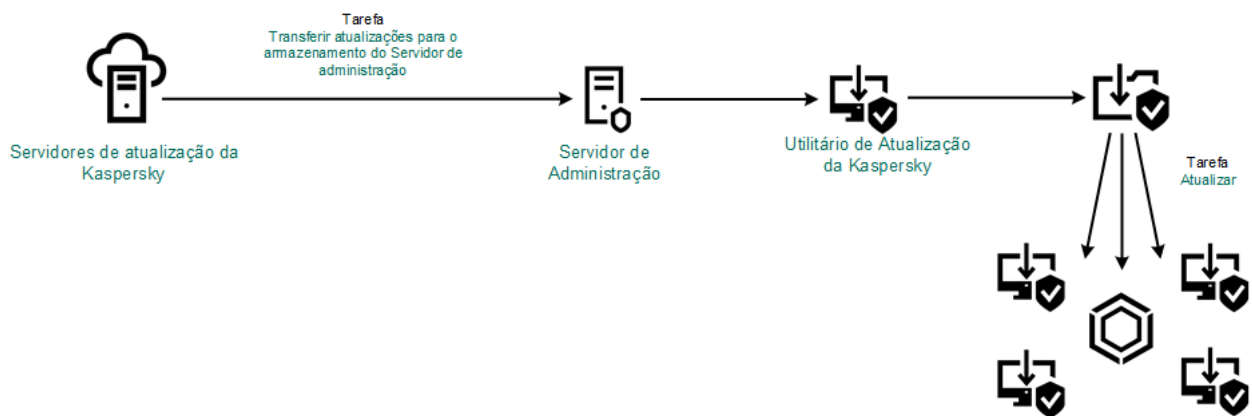 Tarefa
Transferir atualizações para o
armazenamento do Servidor de
administração
Servidores de atualização da
Kaspersky
Servidor de
Administração
Utilitário de Atualização
da Kaspersky
Tarefa
Atualizar